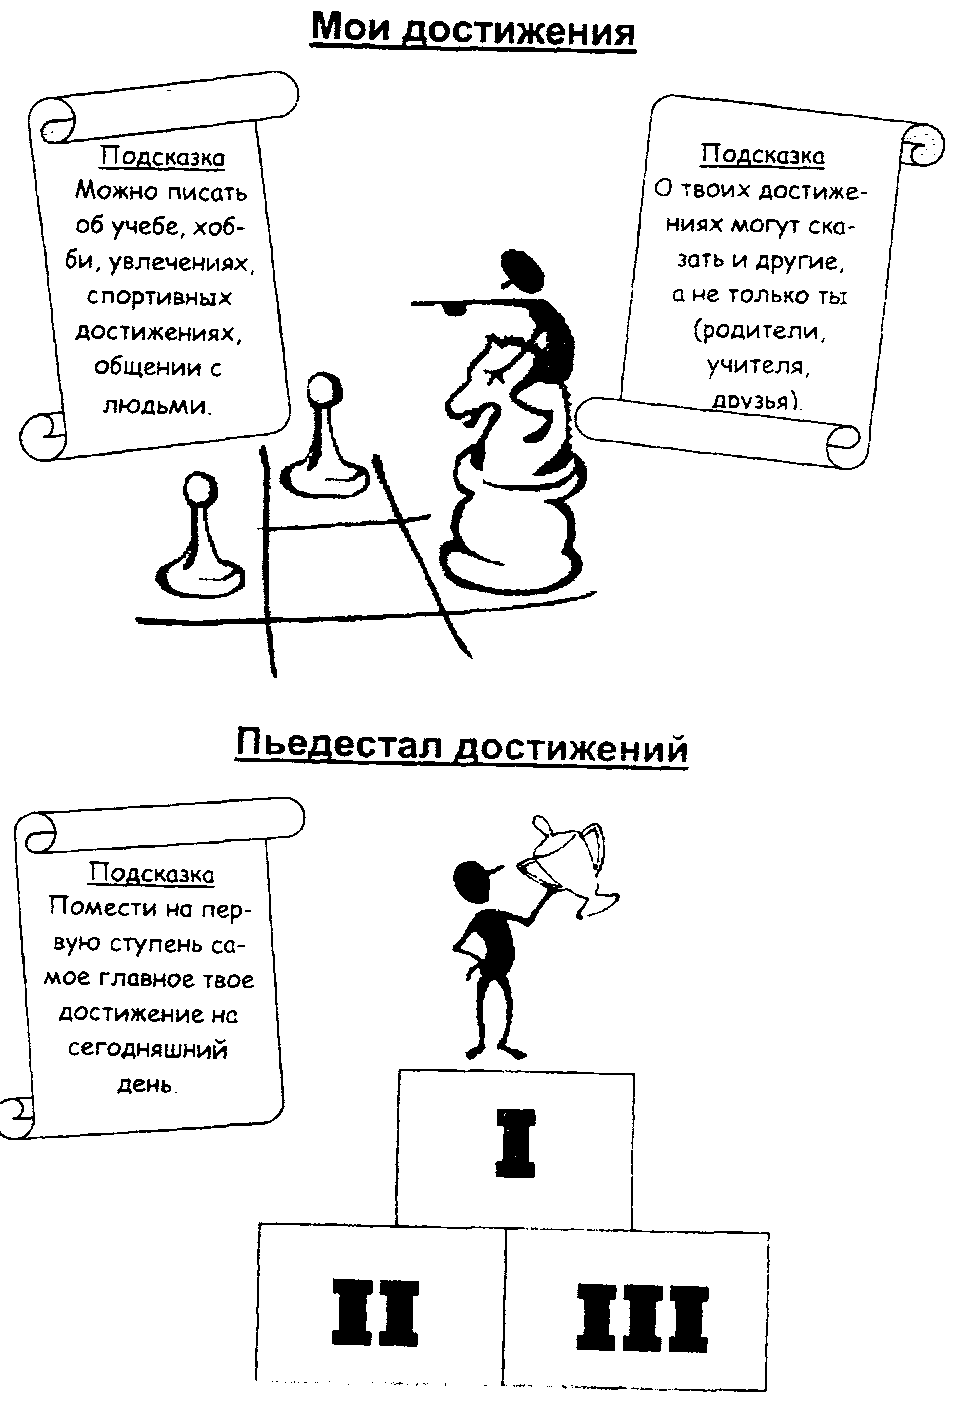 Мои достижения
Подсказка
Можно писать
об учебе, хоб-
би, увлечениях,
спортивных
достижениях,
общении с
людьми.
Подсказка
О твоих достиже-
ниях могут ска-
зать и другие,
а не только ты
(родители,
учителя,
друзья).
Пьедестал достижений
Подсказка
Помести на пер-
вую ступень са-
мое главное твое
достижение на
сегодняшний
день.
I
II
III